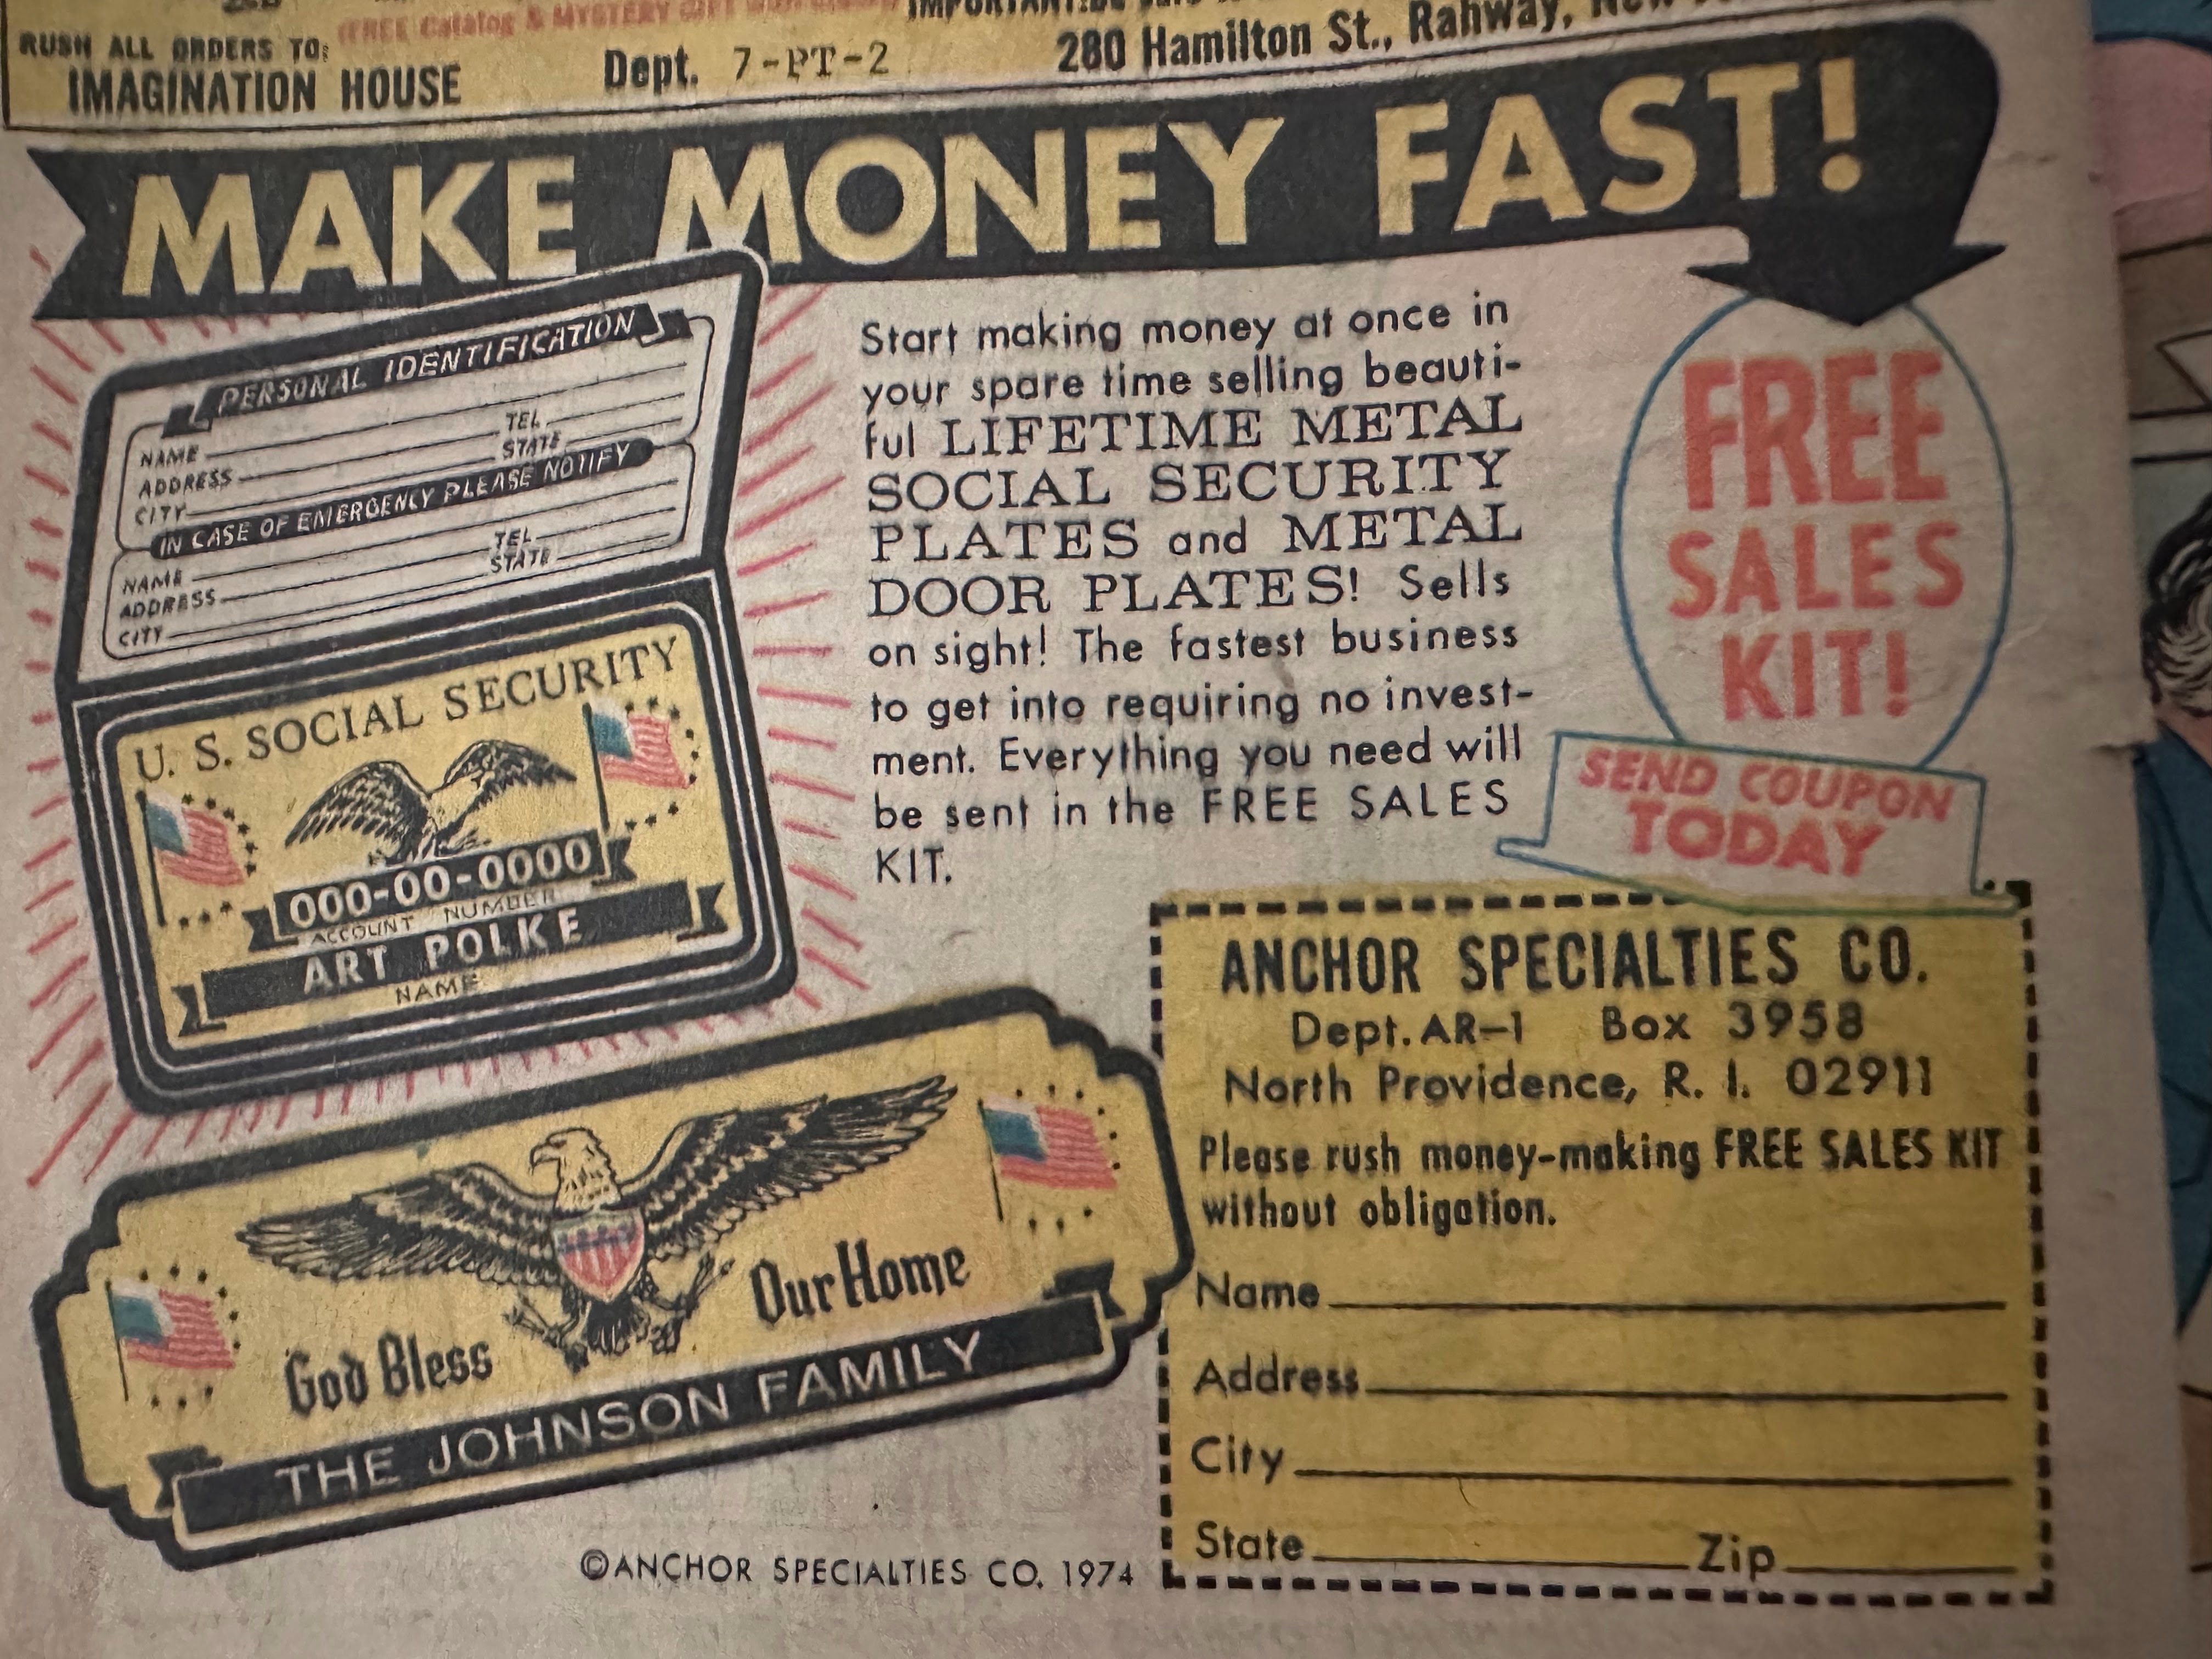 (FREE Catalog & MYSTERY GIFT
RUSH ALL ORDERS TO:
IMAGINATION HOUSE
Dept. 7-PT-2
280 Hamilton St., Rahway, New
MAKE MONEY FAST!
PERSONAL IDENTIFICATION
NAME TEL
ADDRESS STATE
CITY
IN CASE OF EMERGENCY PLEASE NOTIFY
NAME TEL
ADDRESS STATE
CITY
U. S. SOCIAL SECURITY
000-00-0000
ACCOUNT NUMBER
ART POLKE
NAME
Start making money at once in
your spare time selling beauti-
ful LIFETIME METAL
SOCIAL SECURITY
PLATES and METAL
DOOR PLATES! Sells
on sight! The fastest business
to get into requiring no invest-
ment. Everything you need will
be sent in the FREE SALES
KIT.
FREE
SALES
KIT!
SEND COUPON
TODAY
God Bless Our Home
THE JOHNSON FAMILY
©ANCHOR SPECIALTIES CO. 1974
ANCHOR SPECIALTIES CO.
Dept. AR-1 Box 3958
North Providence, R. I. 02911
Please rush money-making FREE SALES KIT
without obligation.
Name
Address
City
State Zip